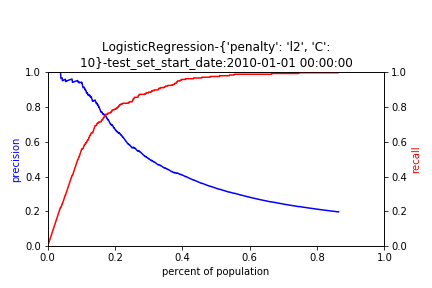 LogisticRegression-{'penalty': 'l2', 'C':
10}-test_set_start_date:2010-01-01 00:00:00
1.0
0.8
0.6
0.4
0.2
0.0
precision
1.0
0.8
0.6
0.4
0.2
0.0
recall
0.0 0.2 0.4 0.6 0.8 1.0
percent of population